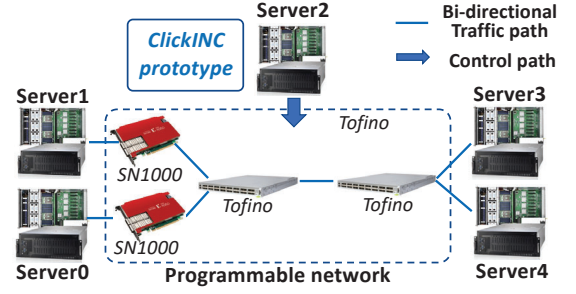 Server2
Bi-directional
Traffic path
Control path
ClickINC
prototype
Server1
Server3
Tofino
SN1000
Tofino
Tofino
SN1000
Server0
Server4
Programmable network